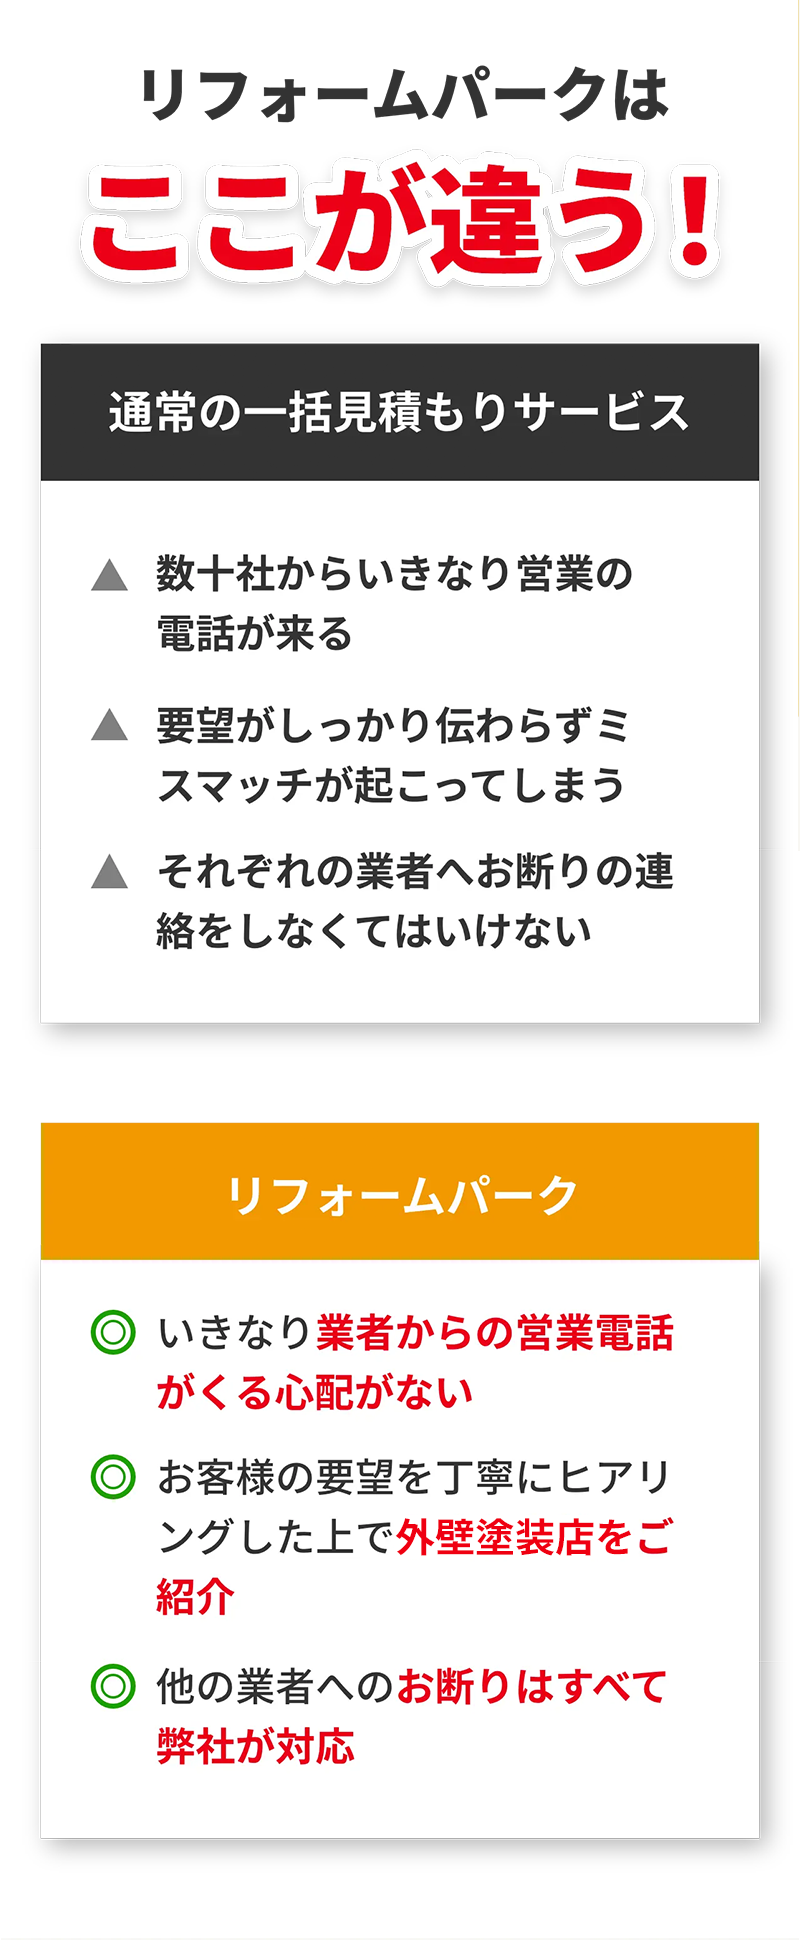 リフォームパークは
ここが違う！
通常の一括見積もりサービス
▲ 数十社からいきなり営業の
電話が来る
▲ 要望がしっかり伝わらずミ
スマッチが起こってしまう
▲ それぞれの業者へお断りの連
絡をしなくてはいけない
リフォームパーク
◎ いきなり業者からの営業電話
がくる心配がない
◎ お客様の要望を丁寧にヒアリ
ングした上で外壁塗装店をご
紹介
◎ 他の業者へのお断りはすべて
弊社が対応